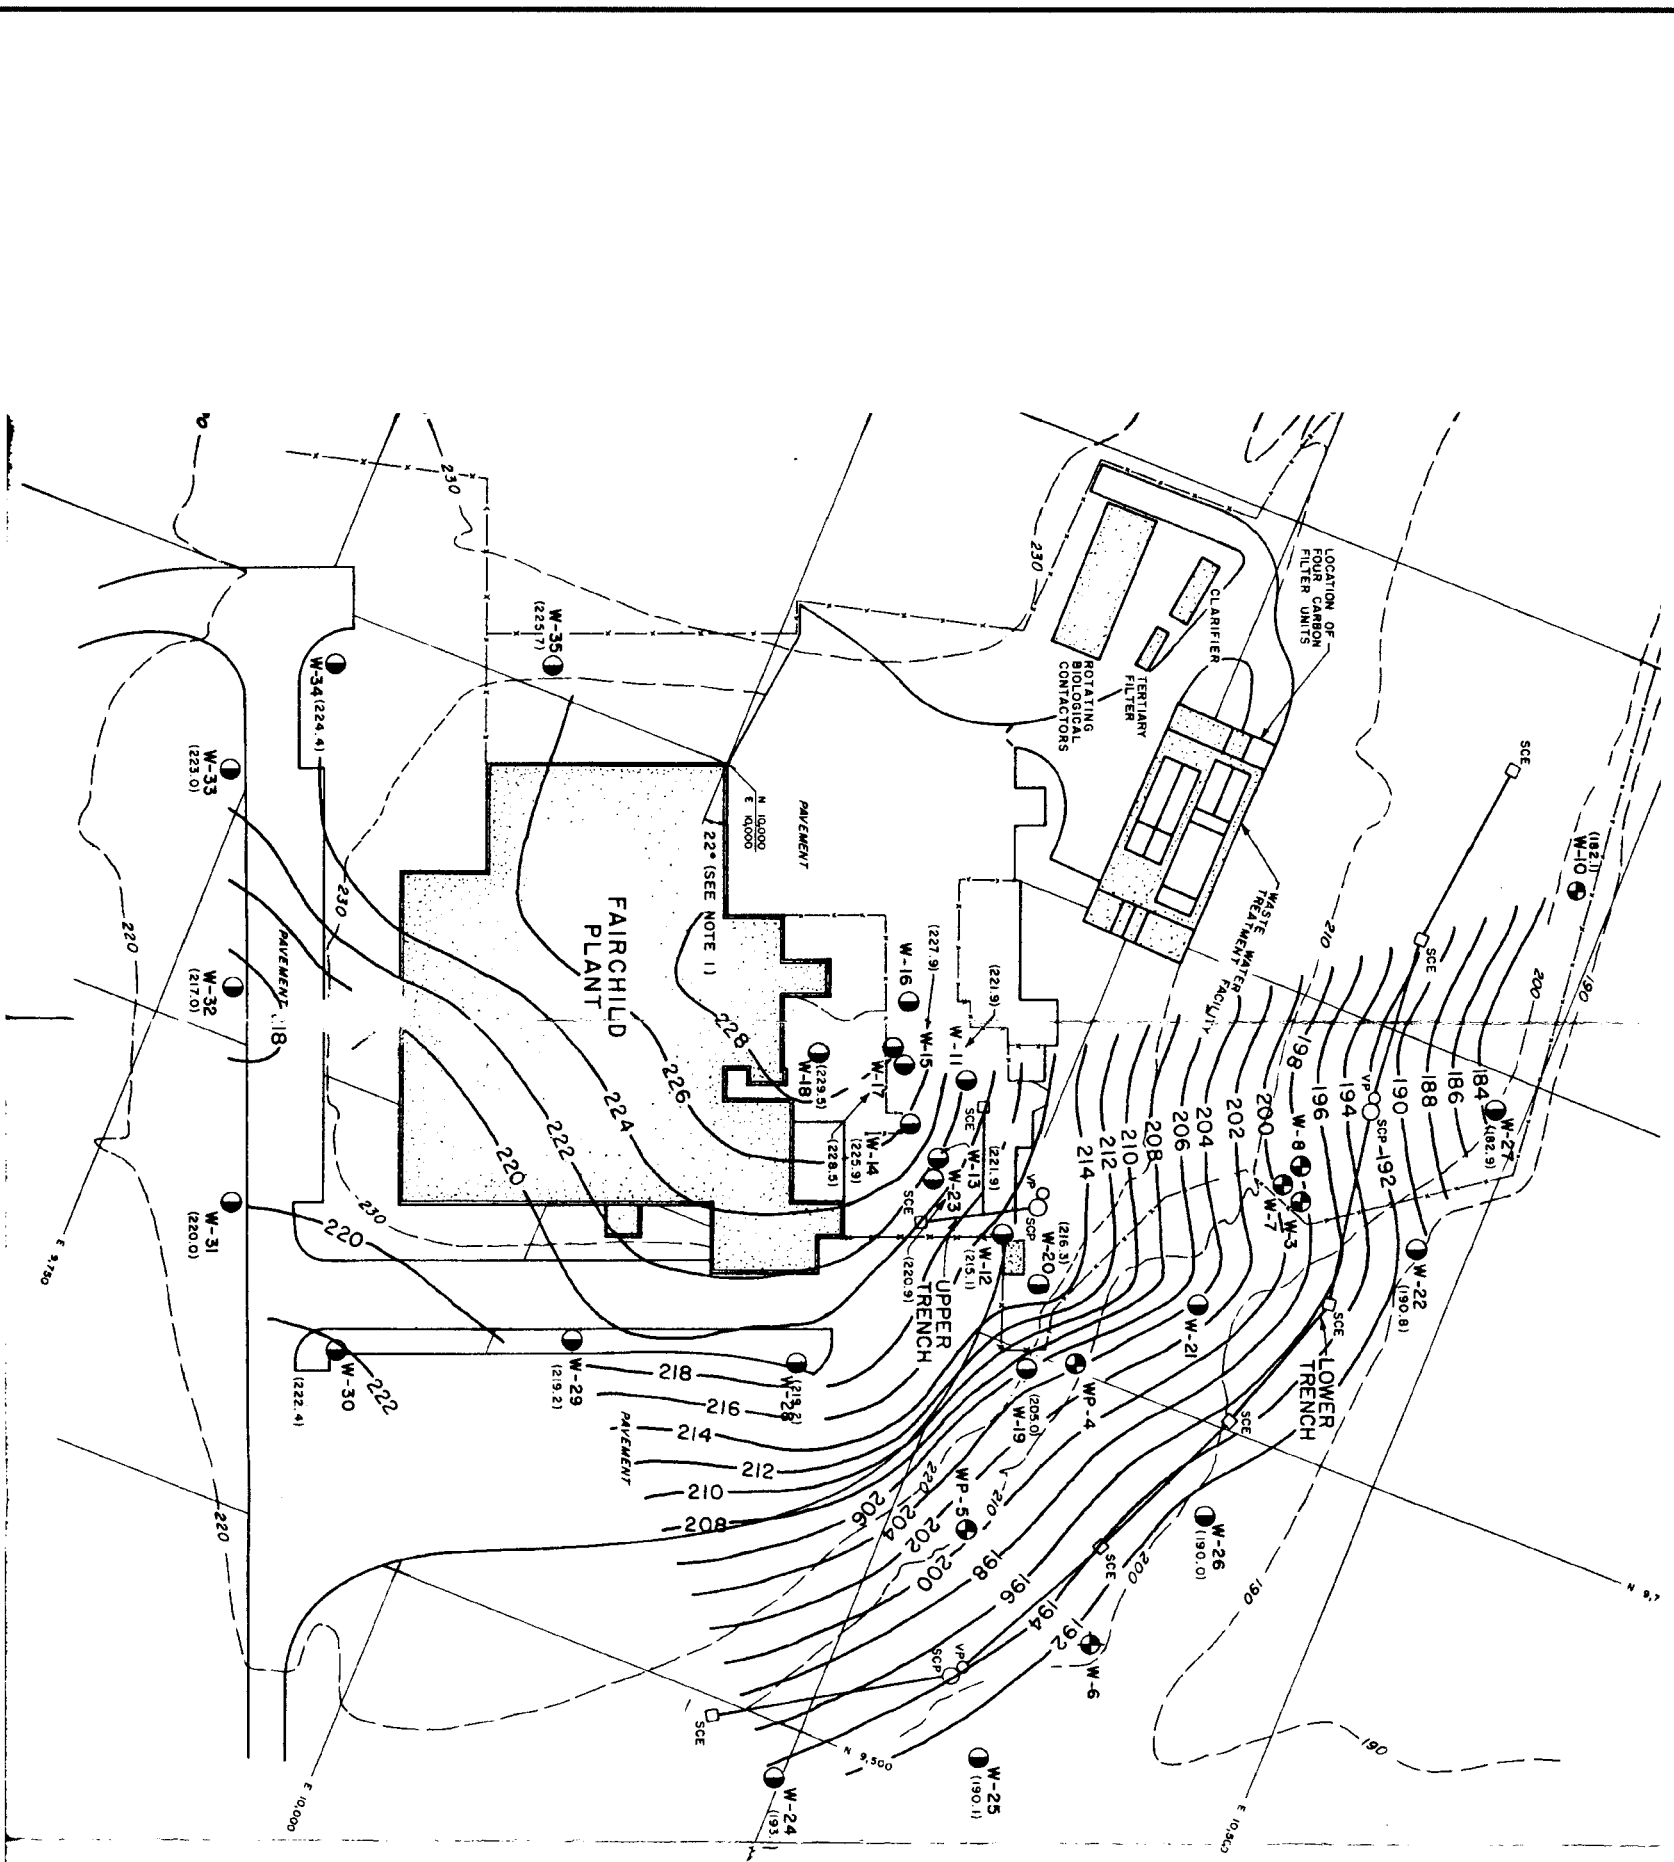 230
230
LOCATION OF
FOUR CARBON
FILTER UNITS
CLARIFIER
TERTIARY
FILTER
ROTATING
BIOLOGICAL
CONTACTORS
W-35
(225.7)
W-34 (224.4)
W-33
(223.0)
SCE
(182.1)
W-10
N 10,000
E 10,000
PAVEMENT
22° (SEE NOTE 1)
WASTE WATER
TREATMENT FACILITY
210
200
190
SCE
230
220
PAVEMENT
FAIRCHILD
PLANT
W-32
(217.0)
218
228
226
224
222
220
(227.9)
W-16
W-15
(221.9)
W-11
W-17
(229.5)
W-18
(228.5)
W-14
(225.9)
SCE
W-13
(221.9)
W-23
SCE
(220.9)
VP
SCP
W-20
(216.3)
W-12
(215.1)
UPPER
TRENCH
214
212
210
208
206
204
202
200
198
196
194
192
190
188
186
184
VP
SCP
W-27
(182.9)
W-8
W-7
W-3
W-22
(190.8)
W-21
SCE
LOWER
TRENCH
SCE
W-31
(220.0)
230
220
W-30
(222.4)
222
W-29
(219.2)
W-28
(219.2)
218
216
214
212
210
208
PAVEMENT
WP-4
W-19
(205.0)
220
210
WP-5
206
204
202
200
198
196
194
192
W-26
(190.0)
SCE
200
190
W-6
VP
SCP
SCE
220
E 9,750
E 10,000
N 9,500
W-24
W-25
(190.1)
190
E 10,500